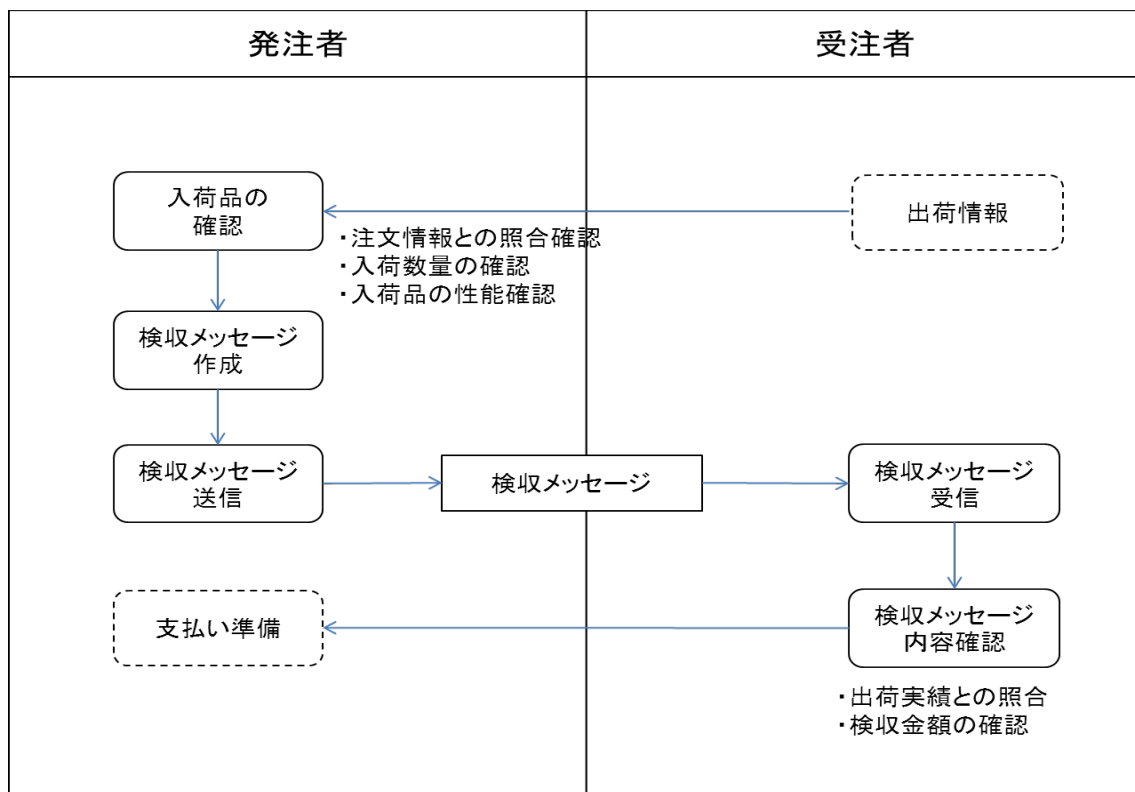 発注者
受注者
入荷品の
確認
出荷情報
・注文情報との照合確認
・入荷数量の確認
・入荷品の性能確認
検収メッセージ
作成
検収メッセージ
送信
検収メッセージ
検収メッセージ
受信
支払い準備
検収メッセージ
内容確認
・出荷実績との照合
・検収金額の確認